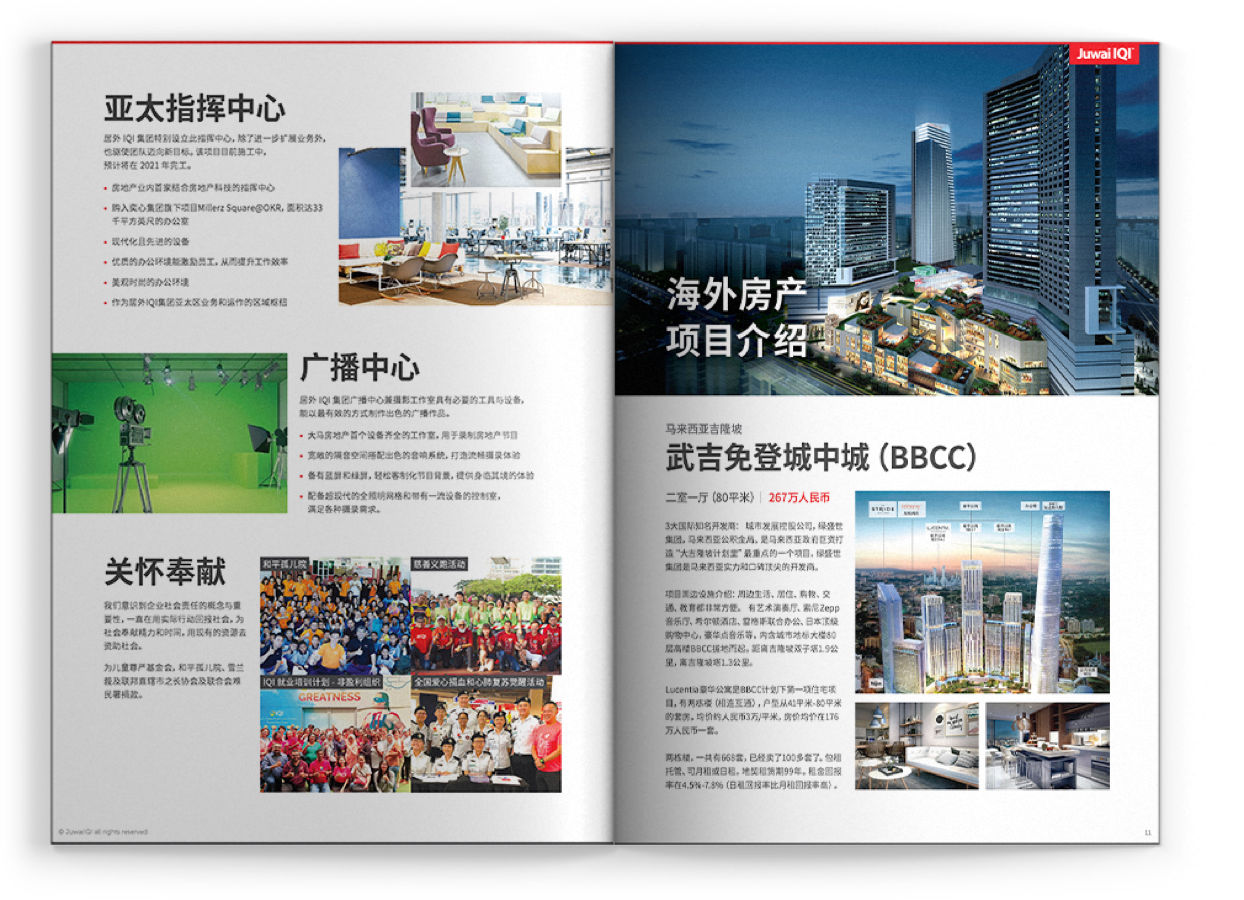 亚太指挥中心
居外 IQI 集团特别设立此指挥中心，除了进一步扩展业务外，
也驱使团队迈向新目标。该项目目前施工中，
预计将在 2021 年完工。
• 房地产业内首家结合房地产科技的指挥中心
• 购入奕心集团旗下项目Millerz Square@OKR，面积达33
千平方英尺的办公室
• 现代化且先进的设备
• 优质的办公环境能激励员工，从而提升工作效率
• 美观时尚的办公环境
• 作为居外IQI集团亚太区业务和运作的区域枢纽
广播中心
居外 IQI 集团广播中心兼摄影工作室具有必要的工具与设备，
能以最有效的方式制作出色的广播作品。
• 大马房地产首个设备齐全的工作室，用于录制房地产节目
• 宽敞的隔音空间搭配出色的音响系统，打造流畅摄录体验
• 备有蓝屏和绿屏，轻松客制化节目背景，提供身临其境的体验
• 配备超现代的全照明网格和带有一流设备的控制室，
满足各种摄录需求。
关怀奉献
我们意识到企业社会责任的概念与重
要性，一直在用实际行动回报社会，为
社会奉献精力和时间，用现有的资源去
资助社会。
为儿童尊严基金会，和平孤儿院、雪兰
莪及联邦直辖市之长协会及联合会难
民署捐款。
和平孤儿院
慈善义跑活动
IQI 就业培训计划 - 非盈利组织
全国爱心捐血和心肺复苏觉醒活动
GREATNESS
© Juwai IQI all rights reserved
Juwai IQI
海外房产
项目介绍
马来西亚吉隆坡
武吉免登城中城（BBCC）
二室一厅（80平米）| 267万人民币
3大国际知名开发商：城市发展控股公司，绿盛世
集团，马来西亚公积金局，是马来西亚政府巨资打
造“大吉隆坡计划里”最重点的一个项目，绿盛世
集团是马来西亚实力和口碑顶尖的开发商。
项目周边设施介绍：周边生活、居住、购物、交
通、教育都非常方便。有艺术演奏厅、索尼Zepp
音乐厅、希尔顿酒店、雷格斯联合办公、日本顶级
购物中心，豪华点音乐等，内含城市地标大楼80
层高楼BBCC拔地而起，距离吉隆坡双子塔1.9公
里，离吉隆坡塔1.3公里。
Lucentia豪华公寓是BBCC计划下第一项住宅项
目，有两栋楼（相连互通），户型从41平米-80平米
的套房，均价约人民币3万/平米，房价均价在176
万人民币一套。
两栋楼，一共有668套，已经卖了100多套了。包租
托管、可月租或日租，地契租赁期99年，租金回报
率在4.5%-7.8%（日租回报率比月租回报率高）。
STRIDE
LUCENTIA
11